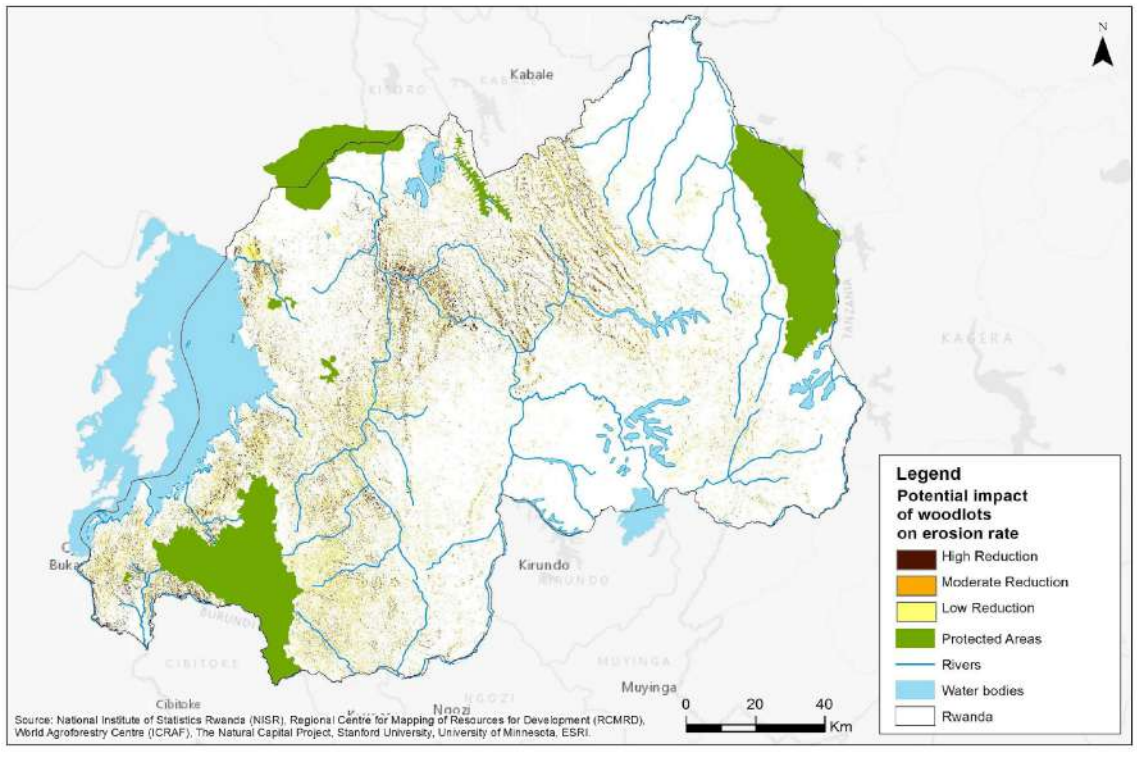 N
Kabale
KISORO
KABALE
TANZANIA
KAGERA
Buka
Kirundo
KIRUNDO
BURUNDI
CIBITOKE
MUYINGA
Muyinga
NGOZI
Cibitoke
Ngozi
Legend
Potential impact
of woodlots
on erosion rate
High Reduction
Moderate Reduction
Low Reduction
Protected Areas
Rivers
Water bodies
Rwanda
0 20 40
Km
Source: National Institute of Statistics Rwanda (NISR), Regional Centre for Mapping of Resources for Development (RCMRD),
World Agroforestry Centre (ICRAF), The Natural Capital Project, Stanford University, University of Minnesota, ESRI.